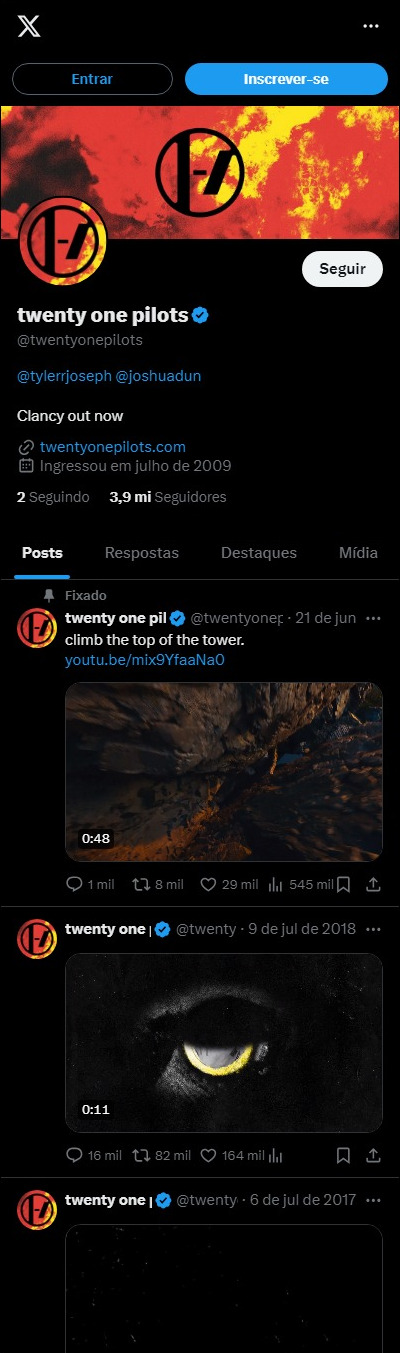 Entrar
Inscrever-se
Seguir
twenty one pilots
@twentyonepilots
@tylerrjoseph @joshuadun
Clancy out now
twentyonepilots.com
Ingressou em julho de 2009
2 Seguindo 3,9 mi Seguidores
Posts Respostas Destaques Mídia
Fixado
twenty one pil @twentyonep · 21 de jun
climb the top of the tower.
youtu.be/mix9YfaaNa0
0:48
1 mil 8 mil 29 mil 545 mil
twenty one @twenty · 9 de jul de 2018
0:11
16 mil 82 mil 164 mil
twenty one @twenty · 6 de jul de 2017